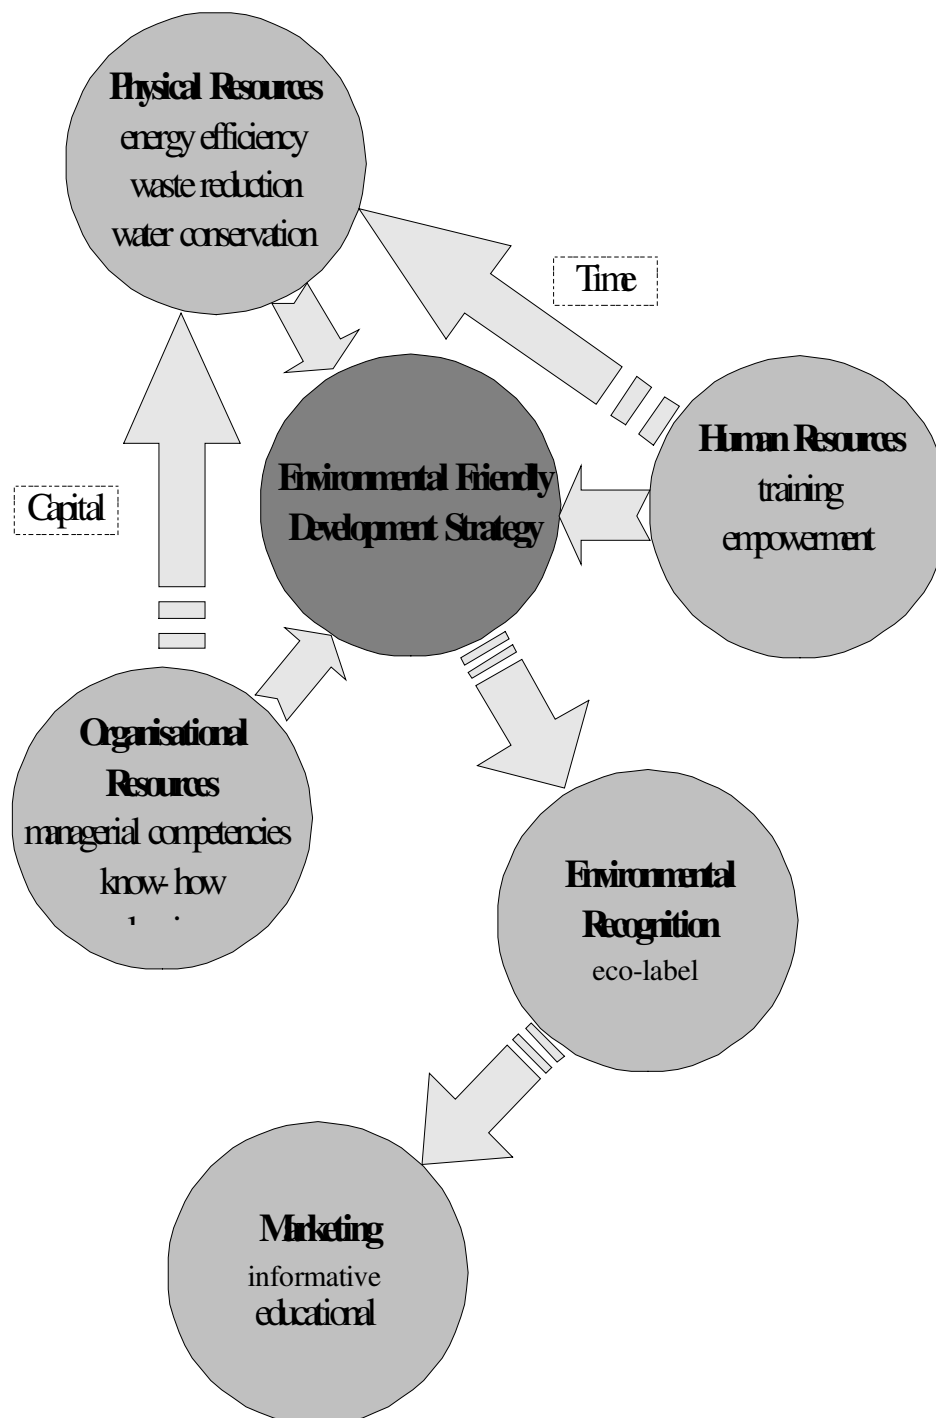 Physical Resources
energy efficiency
waste reduction
water conservation
Time
Human Resources
training
empowerment
Environmental Friendly
Development Strategy
Capital
Organisational
Resources
managerial competencies
know- how
Environmental
Recognition
eco-label
Marketing
informative
educational